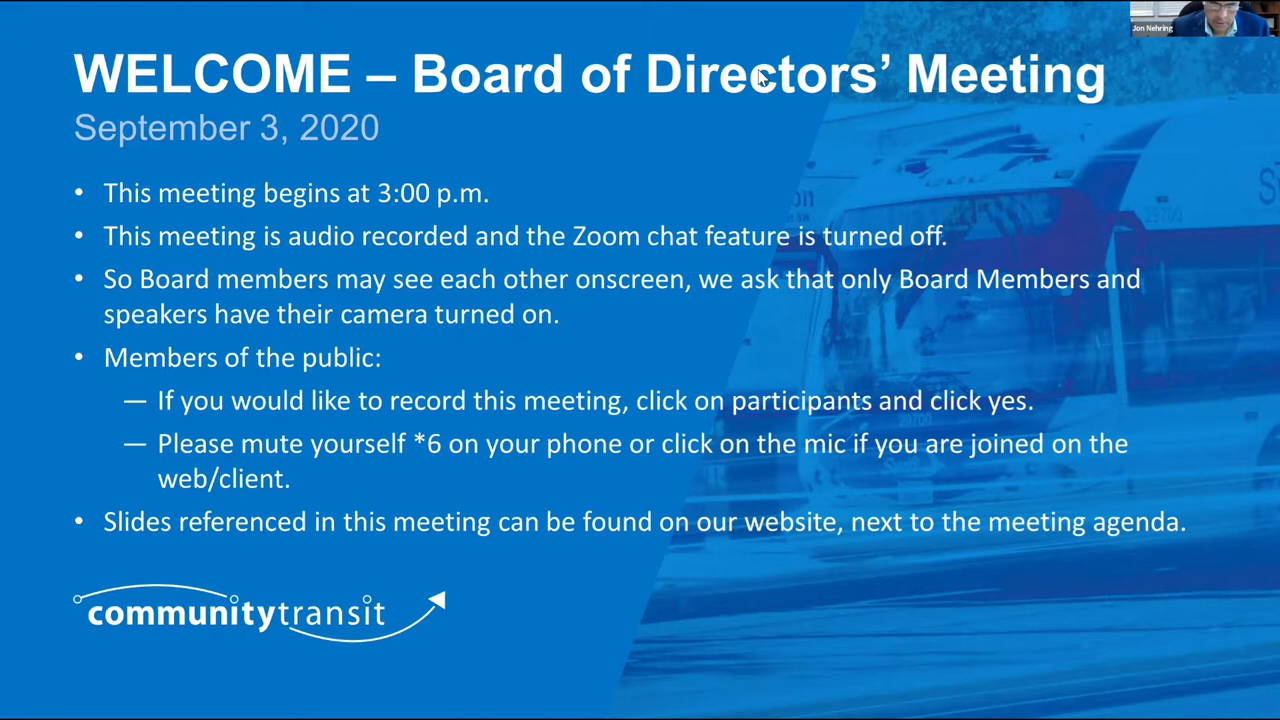 Jon Nehring
WELCOME – Board of Directors’ Meeting
September 3, 2020
• This meeting begins at 3:00 p.m.
• This meeting is audio recorded and the Zoom chat feature is turned off.
• So Board members may see each other onscreen, we ask that only Board Members and
speakers have their camera turned on.
• Members of the public:
— If you would like to record this meeting, click on participants and click yes.
— Please mute yourself *6 on your phone or click on the mic if you are joined on the
web/client.
• Slides referenced in this meeting can be found on our website, next to the meeting agenda.
communitytransit
29700